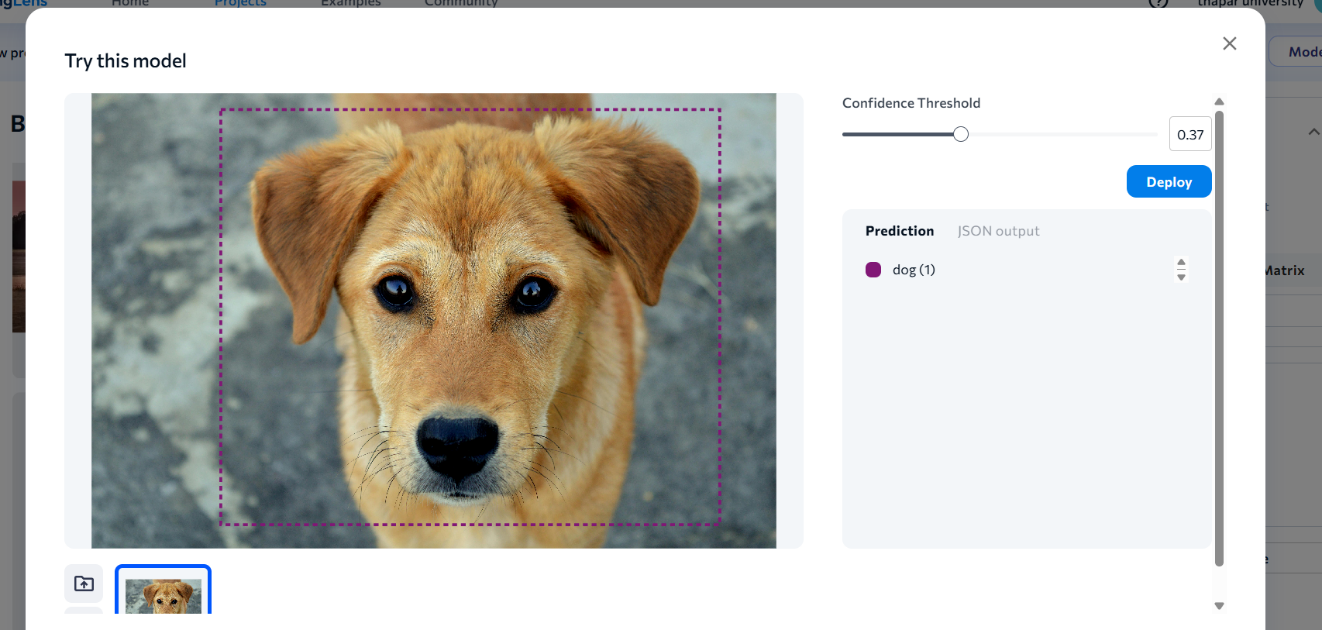 Home Projects Examples Community thapar university
Try this model
Confidence Threshold
0.37
Deploy
Prediction JSON output
dog (1)
Matrix